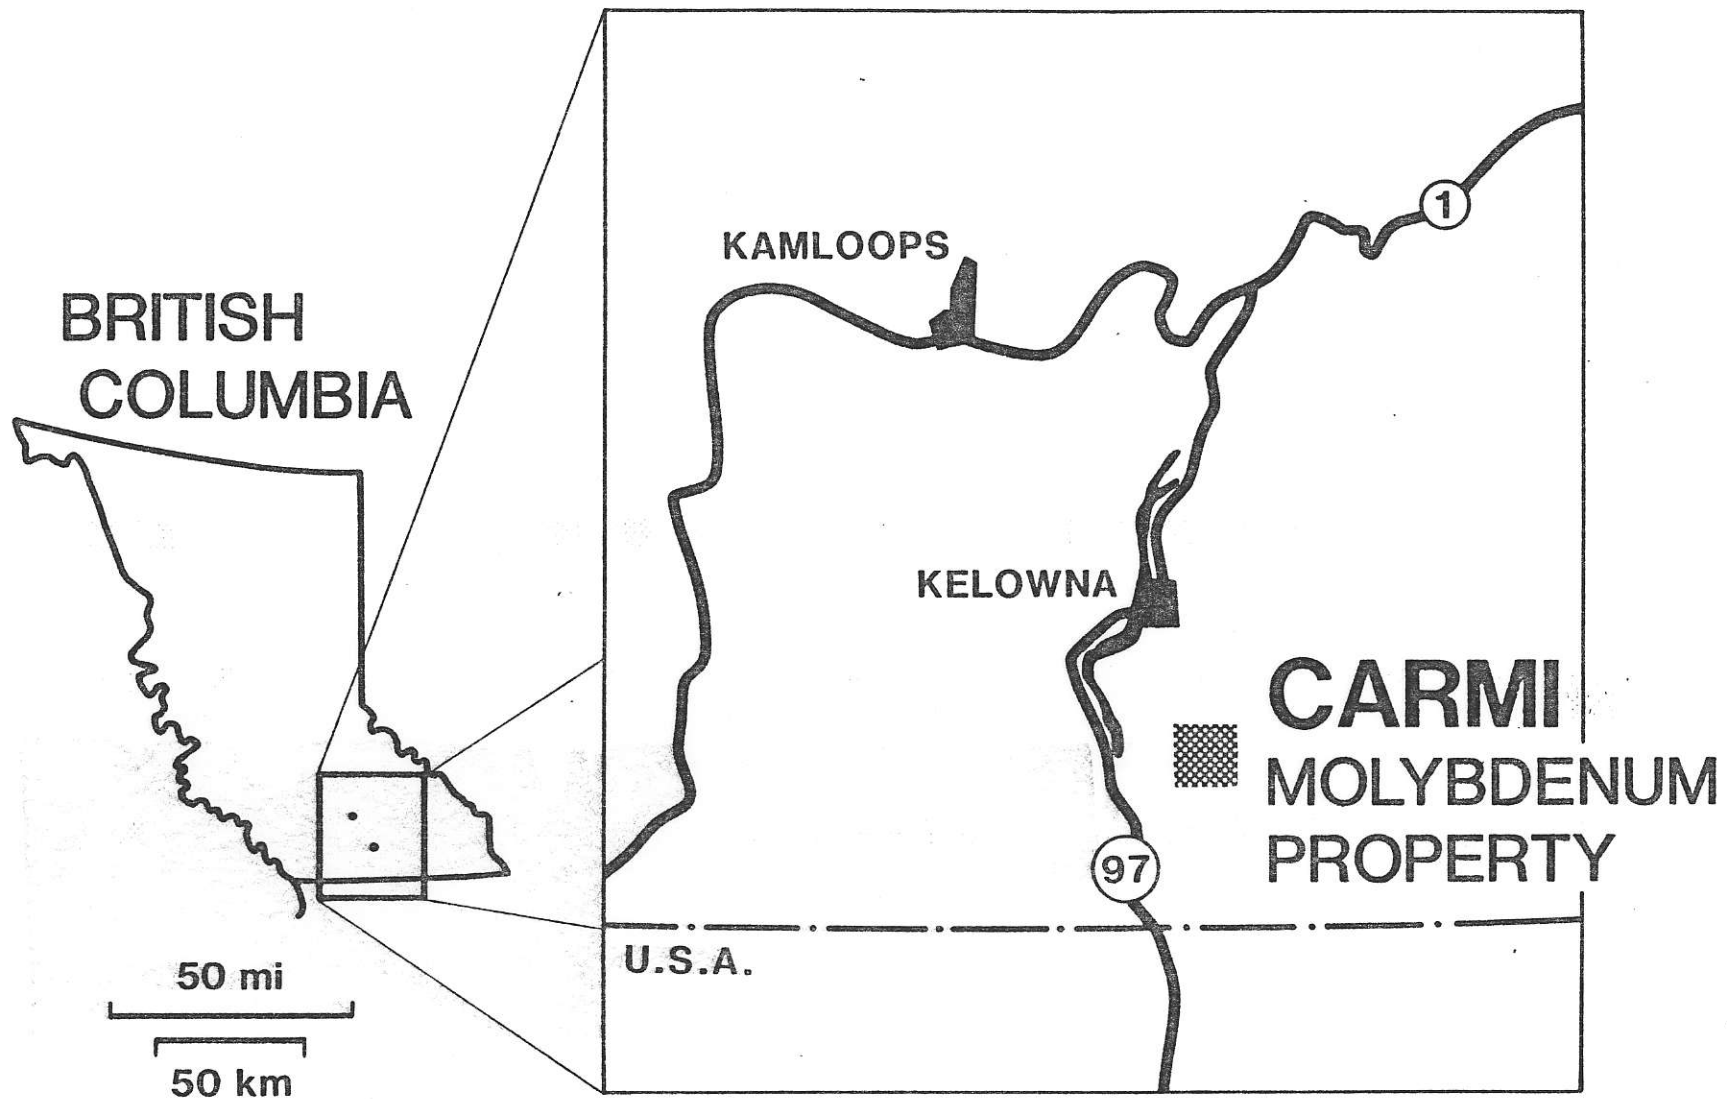 BRITISH
COLUMBIA
KAMLOOPS
1
KELOWNA
CARMI
MOLYBDENUM
PROPERTY
97
U.S.A.
50 mi
50 km